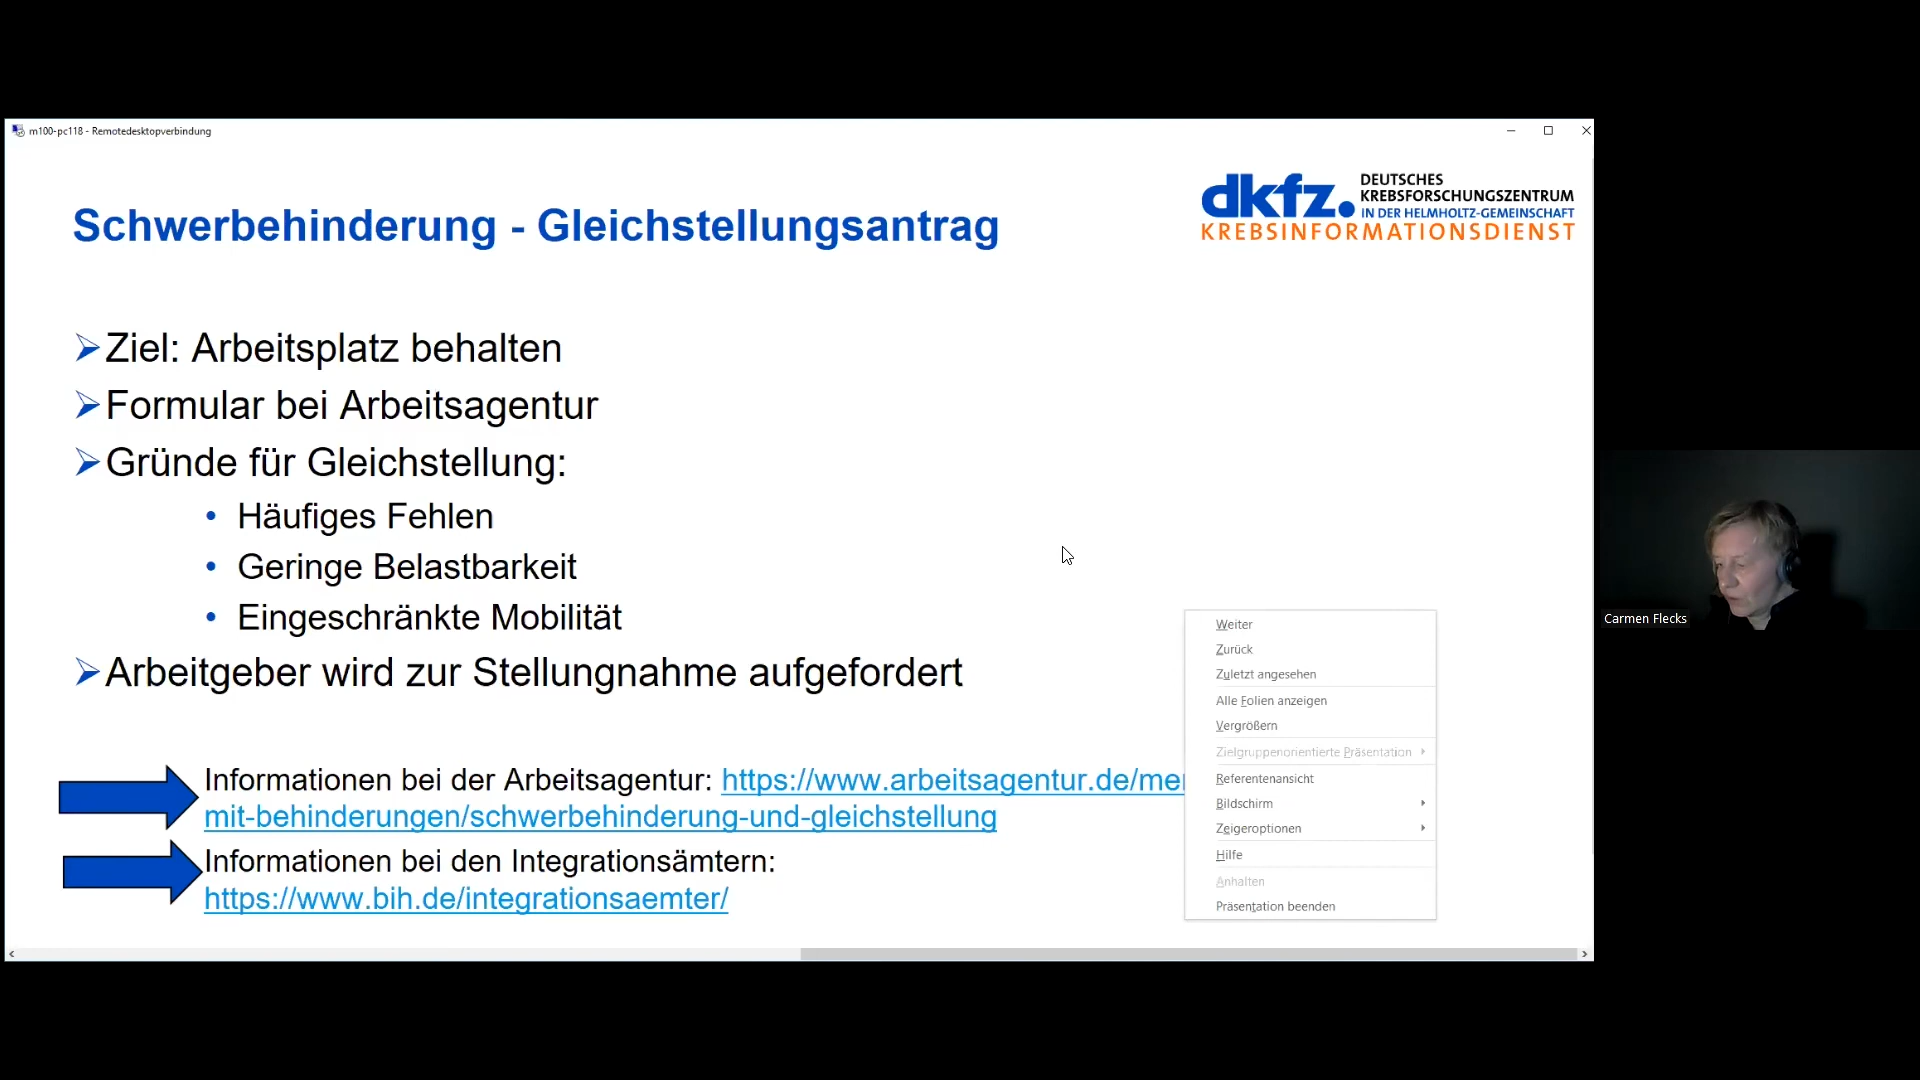 m100-pc118 - Remotedesktopverbindung
Schwerbehinderung - Gleichstellungsantrag
dkfz.
DEUTSCHES
KREBSFORSCHUNGSZENTRUM
IN DER HELMHOLTZ-GEMEINSCHAFT
KREBSINFORMATIONSDIENST
Ziel: Arbeitsplatz behalten
Formular bei Arbeitsagentur
Gründe für Gleichstellung:
• Häufiges Fehlen
• Geringe Belastbarkeit
• Eingeschränkte Mobilität
Arbeitgeber wird zur Stellungnahme aufgefordert
Informationen bei der Arbeitsagentur: https://www.arbeitsagentur.de/me
mit-behinderungen/schwerbehinderung-und-gleichstellung
Informationen bei den Integrationsämtern:
https://www.bih.de/integrationsaemter/
Weiter
Zurück
Zuletzt angesehen
Alle Folien anzeigen
Vergrößern
Zielgruppenorientierte Präsentation
Referentenansicht
Bildschirm
Zeigeroptionen
Hilfe
Anhalten
Präsentation beenden
Carmen Flecks